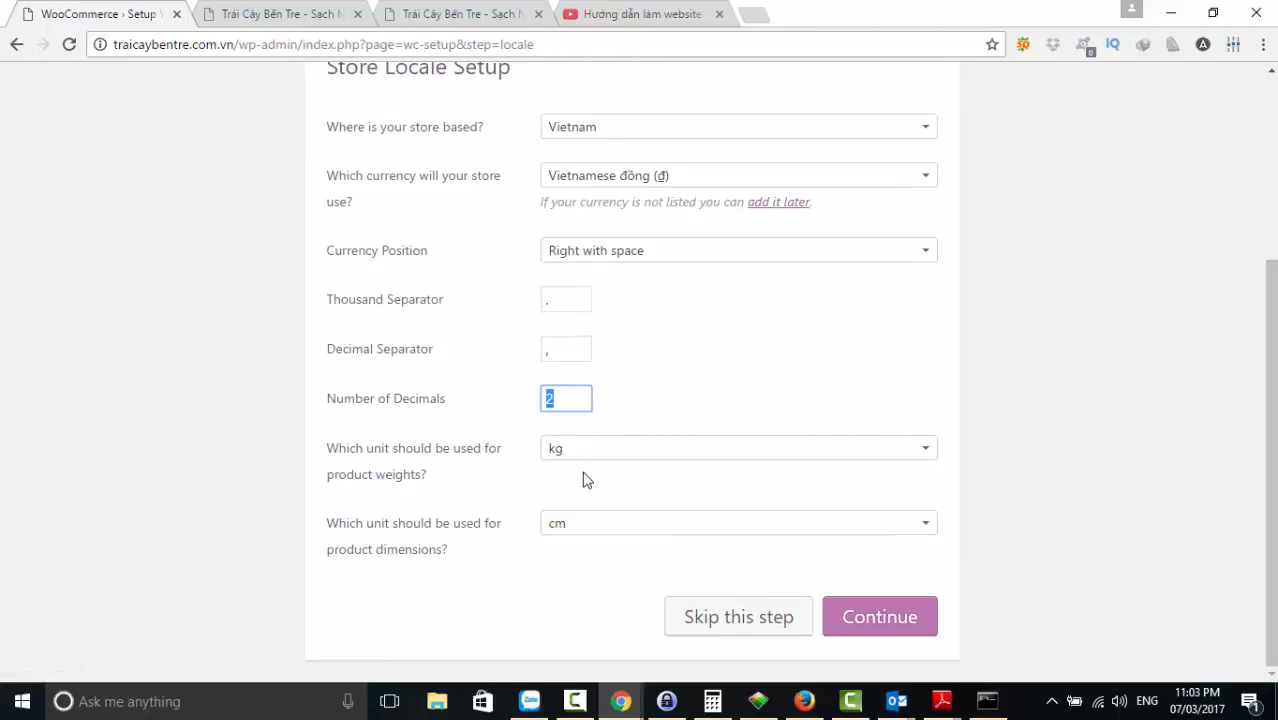 WooCommerce › Setup W
Trái Cây Bến Tre - Sạch N
Trái Cây Bến Tre - Sạch N
Hướng dẫn làm website
traicaybentre.com.vn/wp-admin/index.php?page=wc-setup&step=locale
0
Store Locale Setup
Where is your store based?
Vietnam
Which currency will your store
use?
Vietnamese đồng (₫)
If your currency is not listed you can add it later.
Currency Position
Right with space
Thousand Separator
.
Decimal Separator
,
Number of Decimals
2
Which unit should be used for
product weights?
kg
Which unit should be used for
product dimensions?
cm
Skip this step
Continue
Ask me anything
Zalo
ENG
11:03 PM
07/03/2017
1